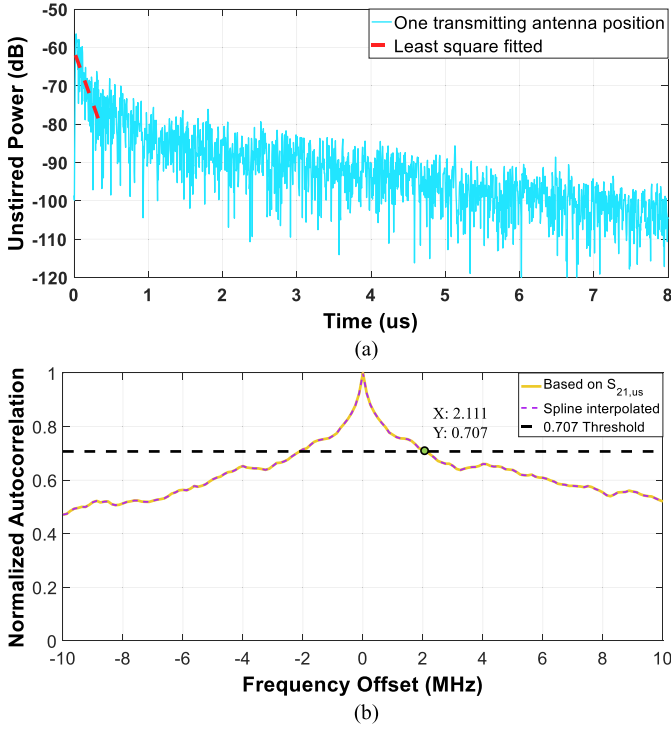 -50
-60
-70
-80
-90
-100
-110
-120
Unstirred Power (dB)
One transmitting antenna position
Least square fitted
0 1 2 3 4 5 6 7 8
Time (us)
(a)
1
0.8
0.6
0.4
0.2
0
Normalized Autocorrelation
Based on S21,us
Spline interpolated
0.707 Threshold
X: 2.111
Y: 0.707
-10 -8 -6 -4 -2 0 2 4 6 8 10
Frequency Offset (MHz)
(b)